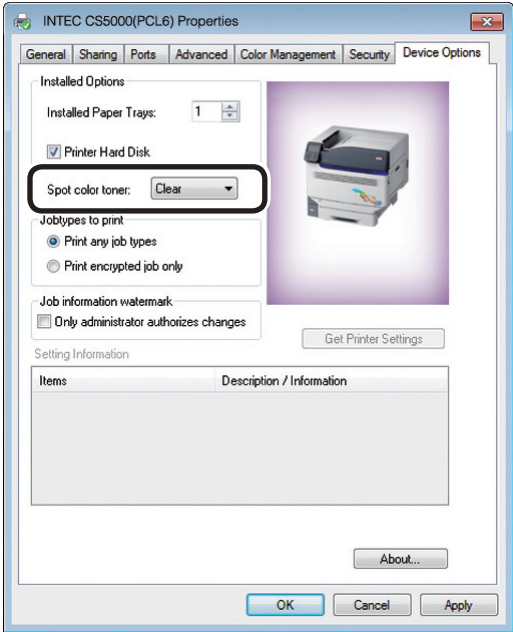 INTEC CS5000(PCL6) Properties
General Sharing Ports Advanced Color Management Security Device Options
Installed Options
Installed Paper Trays: 1
Printer Hard Disk
Spot color toner: Clear
Jobtypes to print
Print any job types
Print encrypted job only
Job information watermark
Only administrator authorizes changes
Get Printer Settings
Setting Information
Items Description / Information
About...
OK Cancel Apply